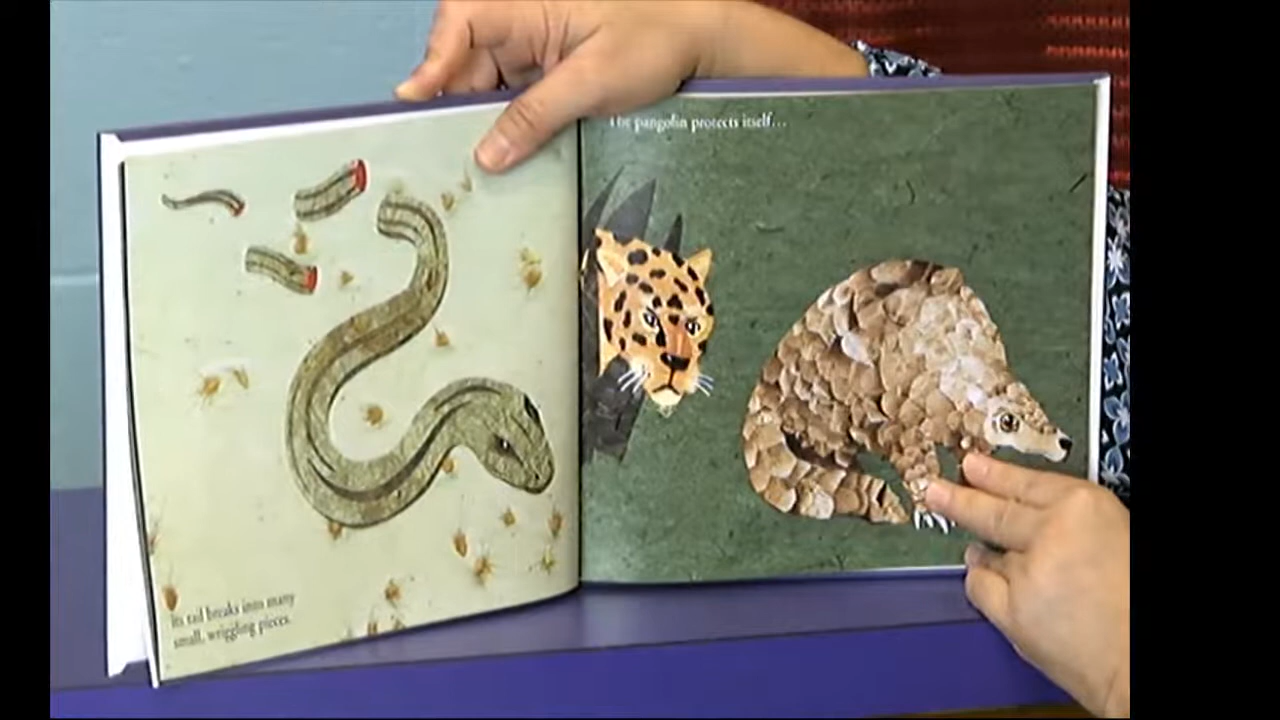 Its tail breaks into many
small, wriggling pieces.
The pangolin protects itself…